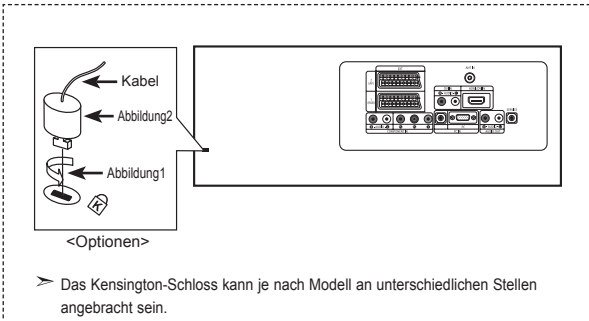 Kabel
Abbildung2
Abbildung1
K
<Optionen>
➢ Das Kensington-Schloss kann je nach Modell an unterschiedlichen Stellen
angebracht sein.